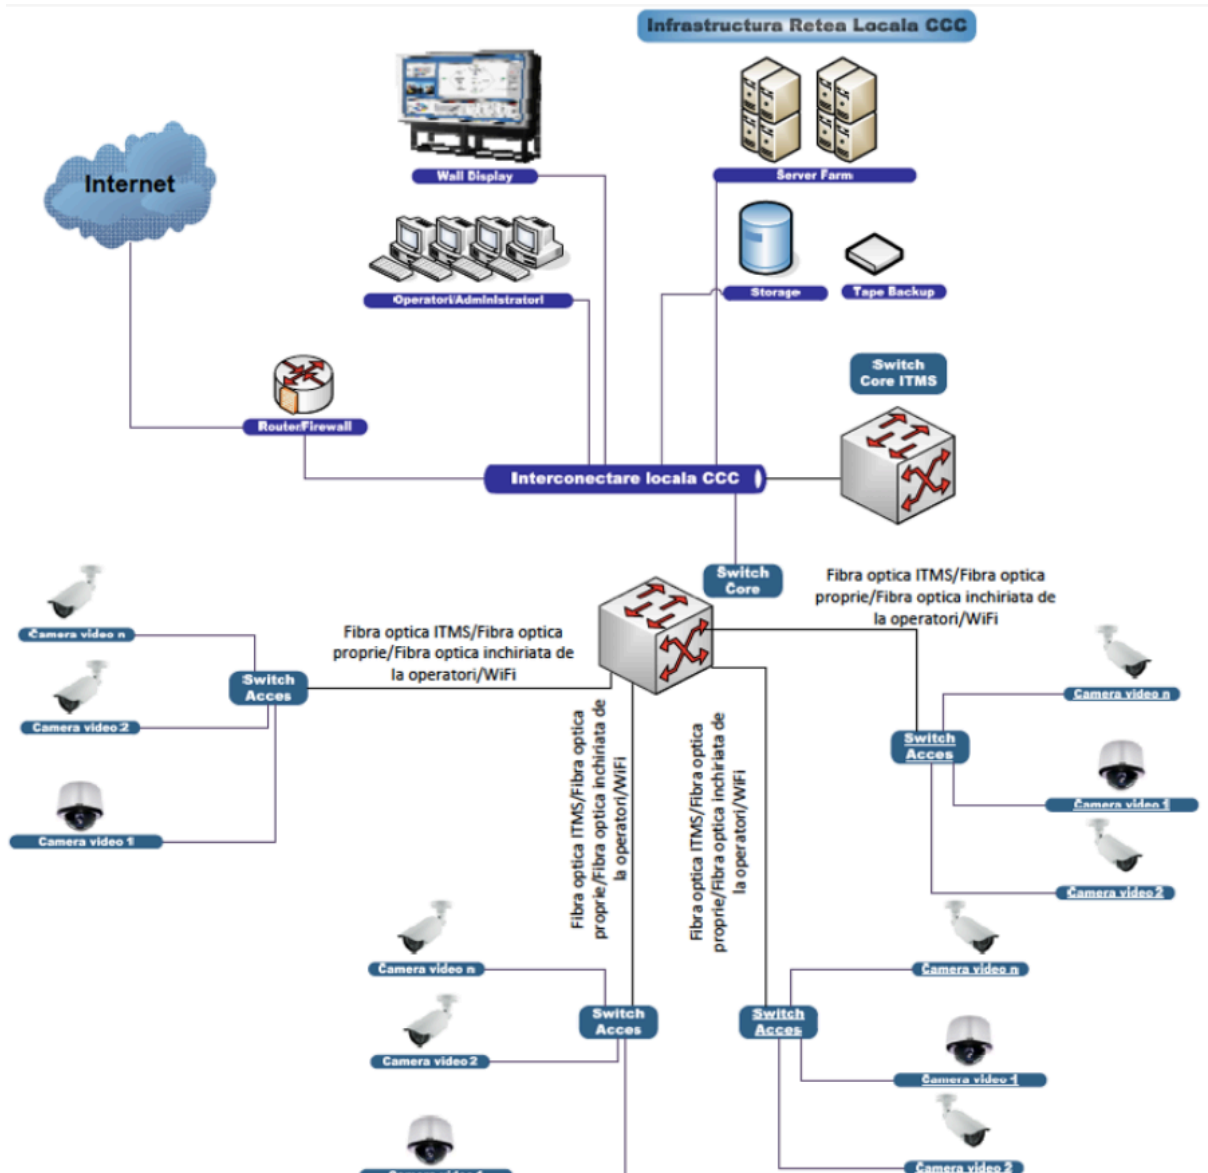 Infrastructura Retea Locala CCC
Internet
Wall Display
Server Farm
Operatori/Administratori
Storage
Tape Backup
Switch
Core ITMS
Router/Firewall
Interconectare locala CCC
Switch
Core
Fibra optica ITMS/Fibra optica
proprie/Fibra optica inchiriata de
la operatori/WiFi
Camera video n
Fibra optica ITMS/Fibra optica
proprie/Fibra optica inchiriata de
la operatori/WiFi
Switch
Acces
Camera video 2
Camera video 1
Camera video n
Switch
Acces
Camera video 1
Camera video 2
Fibra optica ITMS/Fibra optica
proprie/Fibra optica inchiriata de
la operatori/WiFi
Fibra optica ITMS/Fibra optica
proprie/Fibra optica inchiriata de
la operatori/WiFi
Camera video n
Switch
Acces
Camera video 2
Camera video 1
Camera video n
Switch
Acces
Camera video 1
Camera video 2